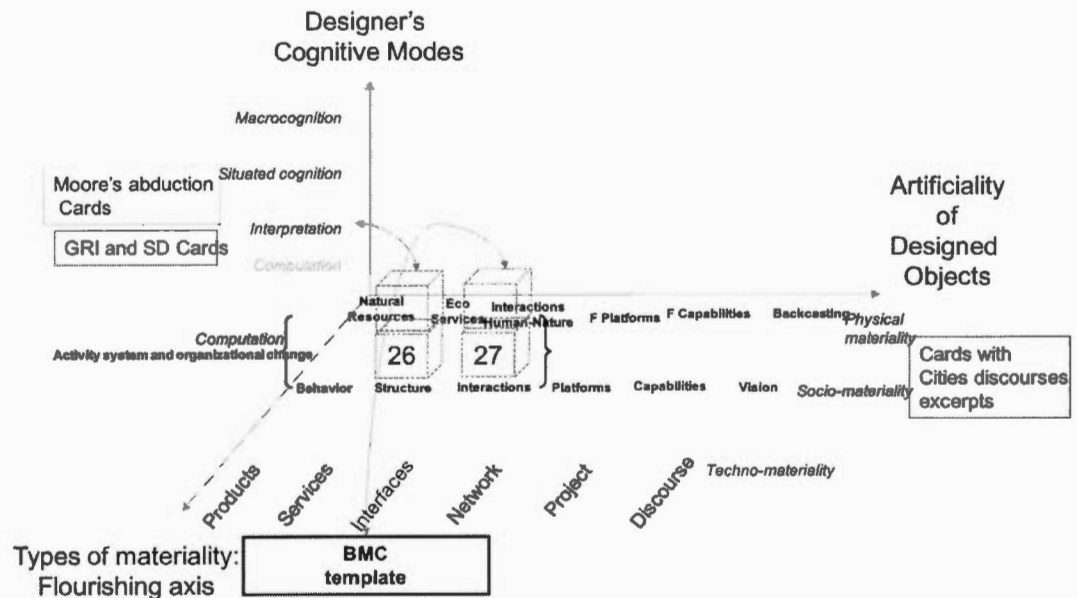 Designer's
Cognitive Modes
Macrocognition
Situated cognition
Moore's abduction
Cards
Interpretation
GRI and SD Cards
Computation
Artificiality
of
Designed
Objects
Natural
Resources
Eco
Services
Interactions
Human-Nature
F Platforms
F Capabilities
Backcasting
Physical
materiality
Computation
Activity system and organizational change
26
27
Cards with
Cities discourses
excerpts
Behavior
Structure
Interactions
Platforms
Capabilities
Vision
Socio-materiality
Products
Services
Interfaces
Network
Project
Discourse
Techno-materiality
Types of materiality:
Flourishing axis
BMC
template